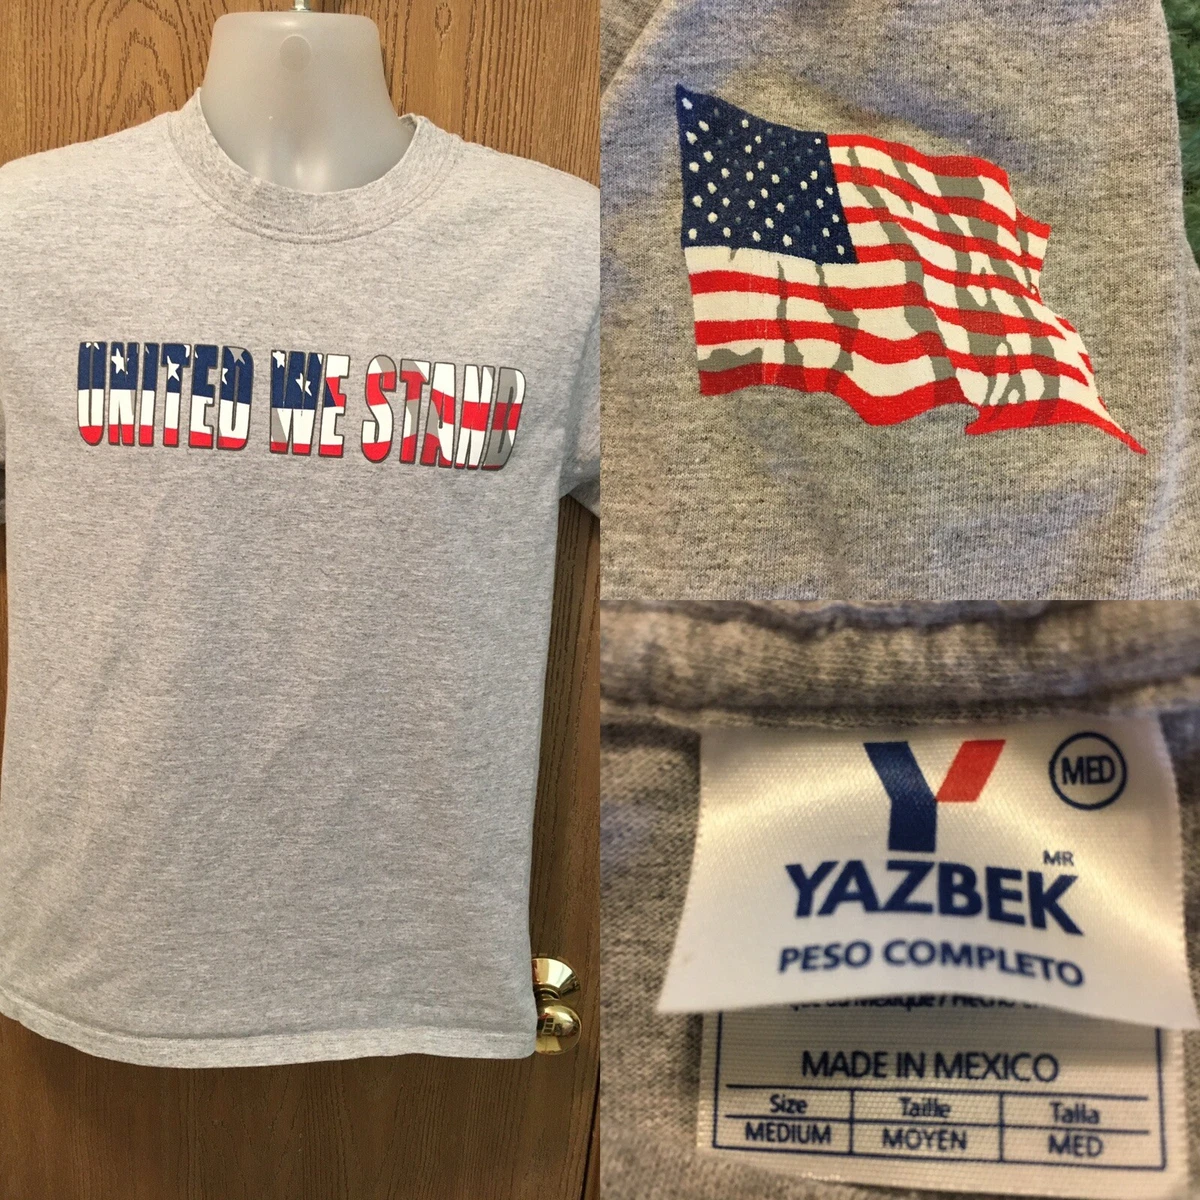 UNITED WE STAND
MED
YAZBEK MR
PESO COMPLETO
MADE IN MEXICO
Size Taille Talla
MEDIUM MOYEN MED